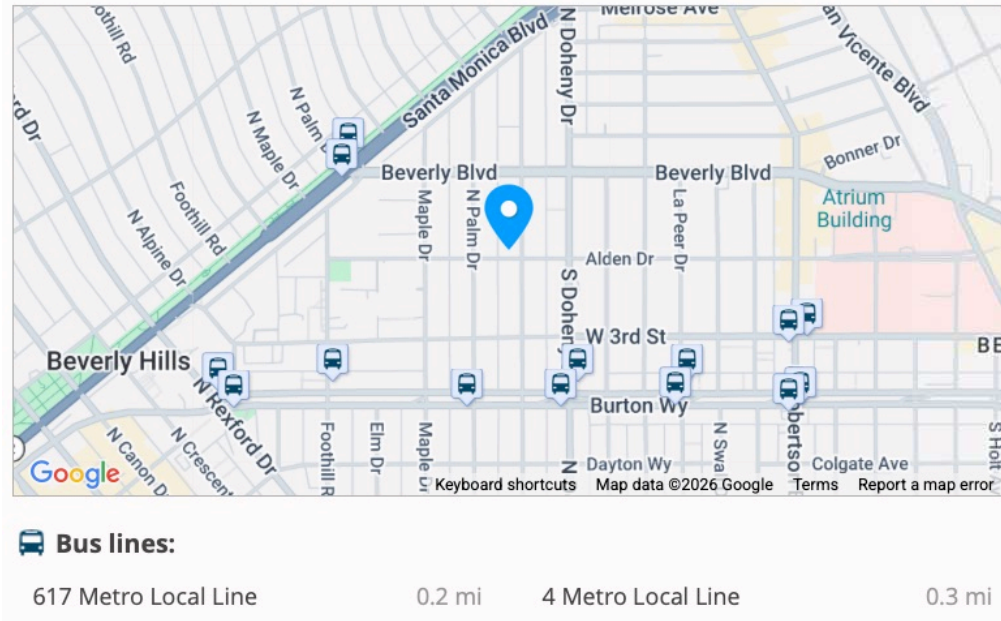 Melrose Ave
oothill Rd
Santa Monica Blvd
N Doheny Dr
an Vicente Blvd
rd Dr
N Palm D
N Maple Dr
Bonner Dr
Beverly Blvd
Beverly Blvd
Foothill Rd
Maple Dr
N Palm Dr
La Peer Dr
Atrium
Building
N Alpine Dr
Alden Dr
S Doheny
W 3rd St
Beverly Hills
BE
N Rexford Dr
Burton Wy
obertson B
N Canon D
N Crescent
Foothill R
Elm Dr
Maple Dr
N
N Swa
S Holt A
Dayton Wy
Colgate Ave
Google
Keyboard shortcuts
Map data ©2026 Google
Terms
Report a map error
Bus lines:
617 Metro Local Line 0.2 mi 4 Metro Local Line 0.3 mi